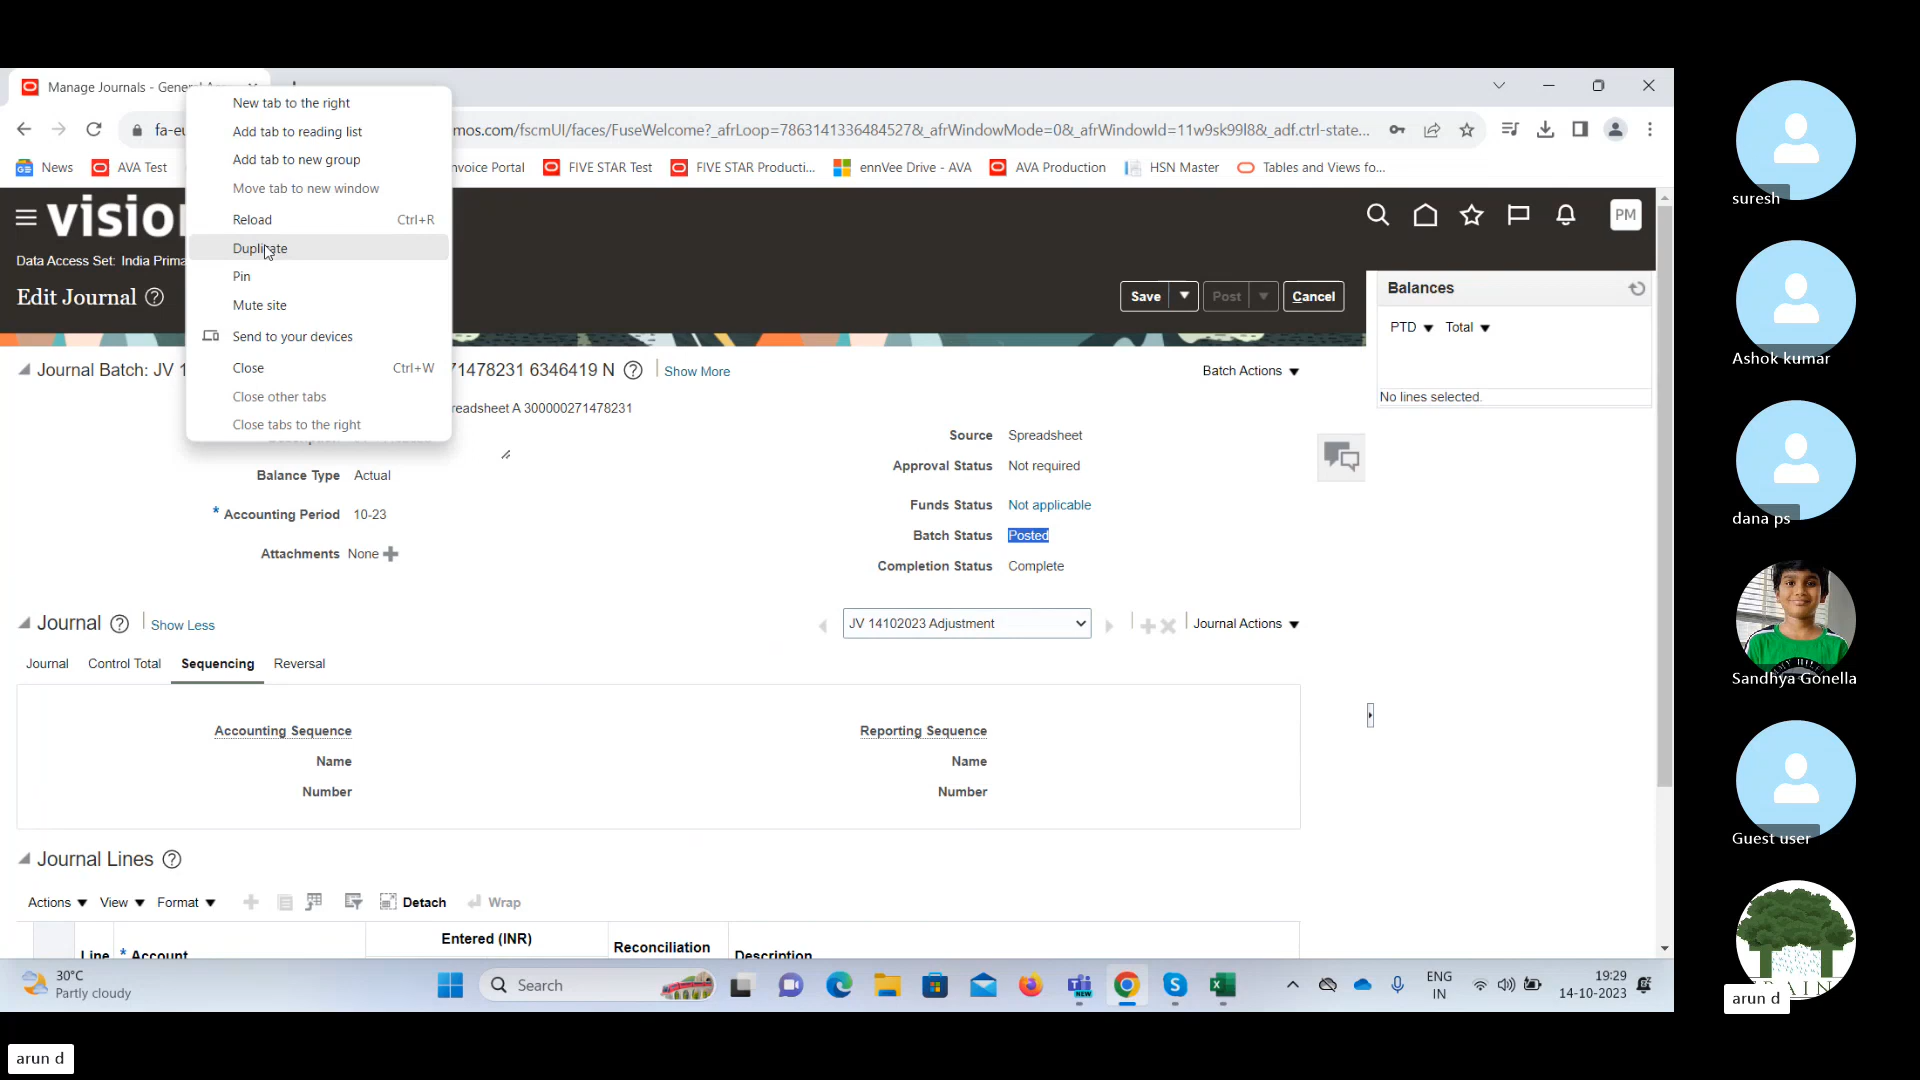 Manage Journals - General
New tab to the right
Add tab to reading list
Add tab to new group
Move tab to new window
Reload Ctrl+R
Duplicate
Pin
Mute site
Send to your devices
Close Ctrl+W
Close other tabs
Close tabs to the right
fa-eu
mos.com/fscmUI/faces/FuseWelcome?_afrLoop=7863141336484527&_afrWindowMode=0&_afrWindowId=11w9sk99l8&_adf.ctrl-state...
News AVA Test nvoice Portal FIVE STAR Test FIVE STAR Producti... ennVee Drive - AVA AVA Production HSN Master Tables and Views fo...
visio
PM
Data Access Set: India Prima
Edit Journal
Save Post Cancel
Balances
PTD Total
No lines selected.
Journal Batch: JV 1 71478231 6346419 N Show More
Batch Actions
readsheet A 300000271478231
Balance Type Actual
Accounting Period 10-23
Attachments None
Source Spreadsheet
Approval Status Not required
Funds Status Not applicable
Batch Status Posted
Completion Status Complete
Journal Show Less
JV 14102023 Adjustment
Journal Actions
Journal Control Total Sequencing Reversal
Accounting Sequence
Name
Number
Reporting Sequence
Name
Number
Journal Lines
Actions View Format Detach Wrap
Entered (INR)
Line * Account
Reconciliation
Description
30°C
Partly cloudy
Search
ENG
IN
19:29
14-10-2023
suresh
Ashok kumar
dana ps
Sandhya Gonella
Guest user
arun d
arun d